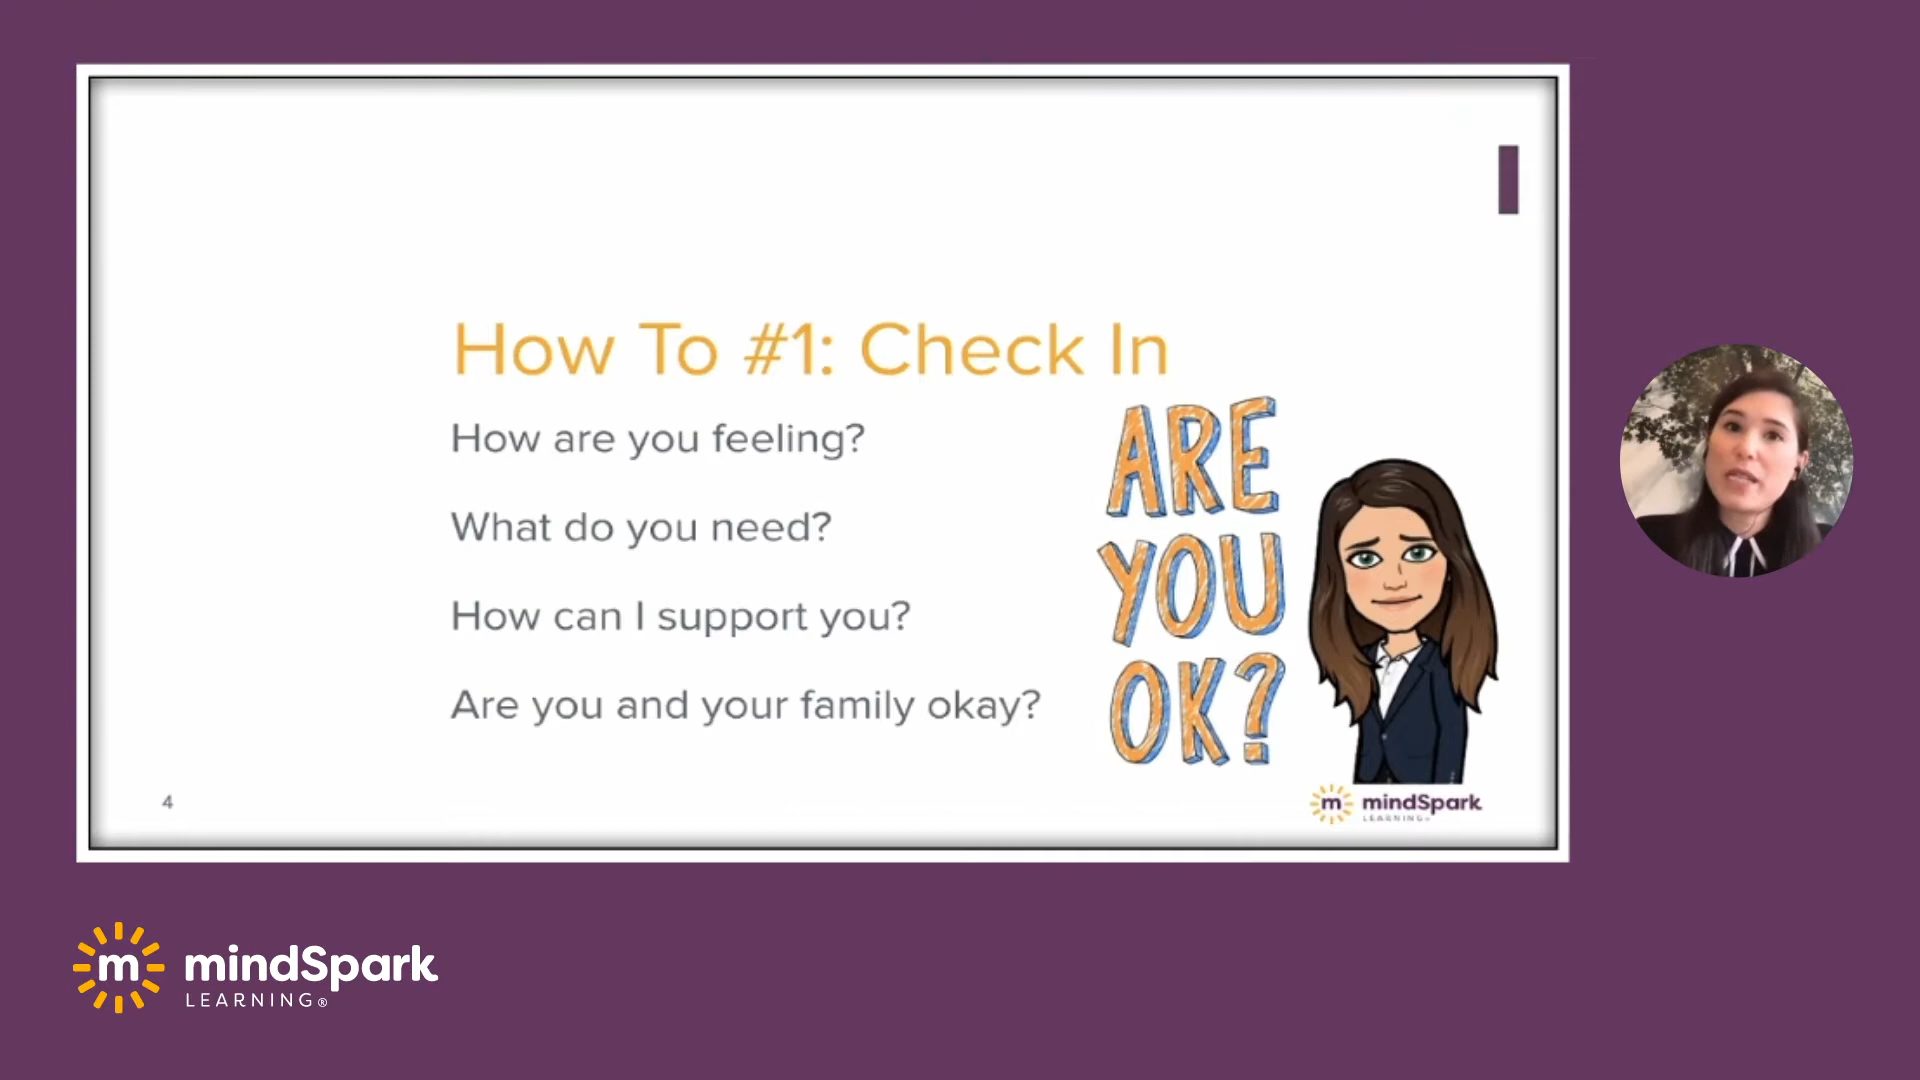 How To #1: Check In
How are you feeling?
What do you need?
How can I support you?
Are you and your family okay?
ARE
YOU
OK?
4
m mindSpark
LEARNING®
m mindSpark
LEARNING®